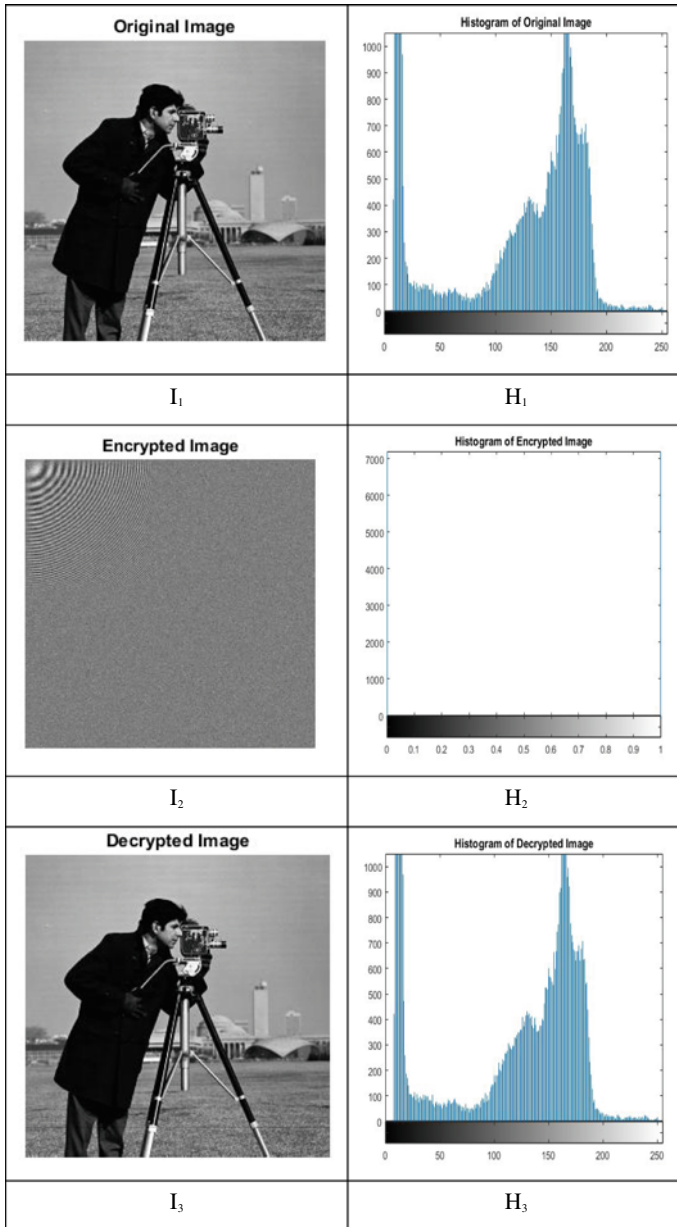 Original Image
Histogram of Original Image
1000
900
800
700
600
500
400
300
200
100
0
0 50 100 150 200 250
I₁ H₁
Encrypted Image
Histogram of Encrypted Image
7000
6000
5000
4000
3000
2000
1000
0
0 0.1 0.2 0.3 0.4 0.5 0.6 0.7 0.8 0.9 1
I₂ H₂
Decrypted Image
Histogram of Decrypted Image
1000
900
800
700
600
500
400
300
200
100
0
0 50 100 150 200 250
I₃ H₃